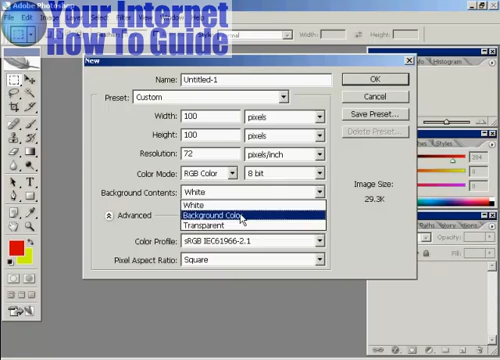 Adobe Photoshop
Your Internet
How To Guide
File Edit
Width:
Height:
Histogram
New
Name: Untitled-1
OK
Preset: Custom
Cancel
Width: 100 pixels
Save Preset...
Height: 100 pixels
Delete Preset...
Resolution: 72 pixels/inch
Color Mode: RGB Color 8 bit
Background Contents: White
Image Size:
29.3K
White
Background Color
Transparent
Advanced
Color Profile: sRGB IEC61966-2.1
Pixel Aspect Ratio: Square
Paths